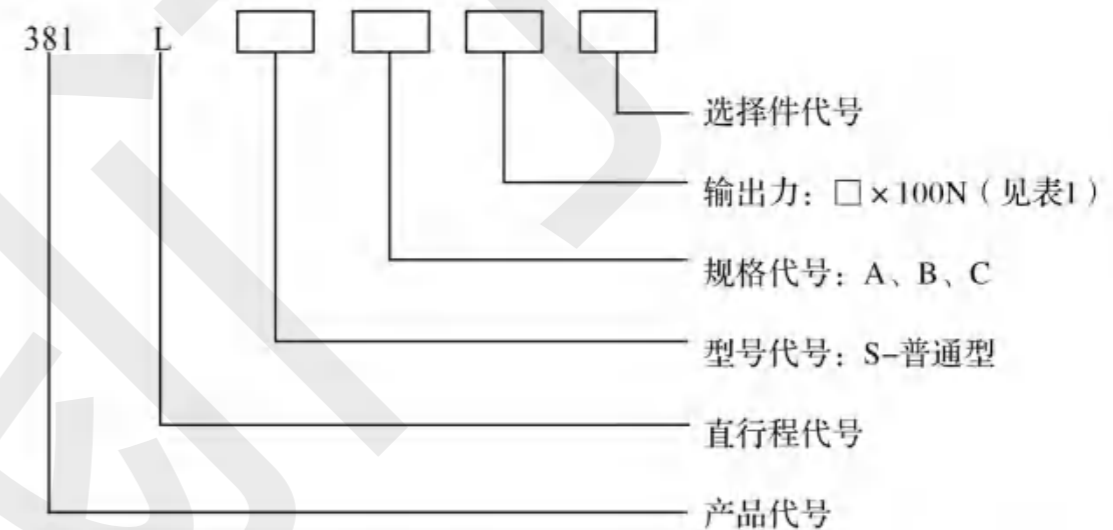 381 L □ □ □ □
选择件代号
输出力：□×100N（见表1）
规格代号：A、B、C
型号代号：S-普通型
直行程代号
产品代号